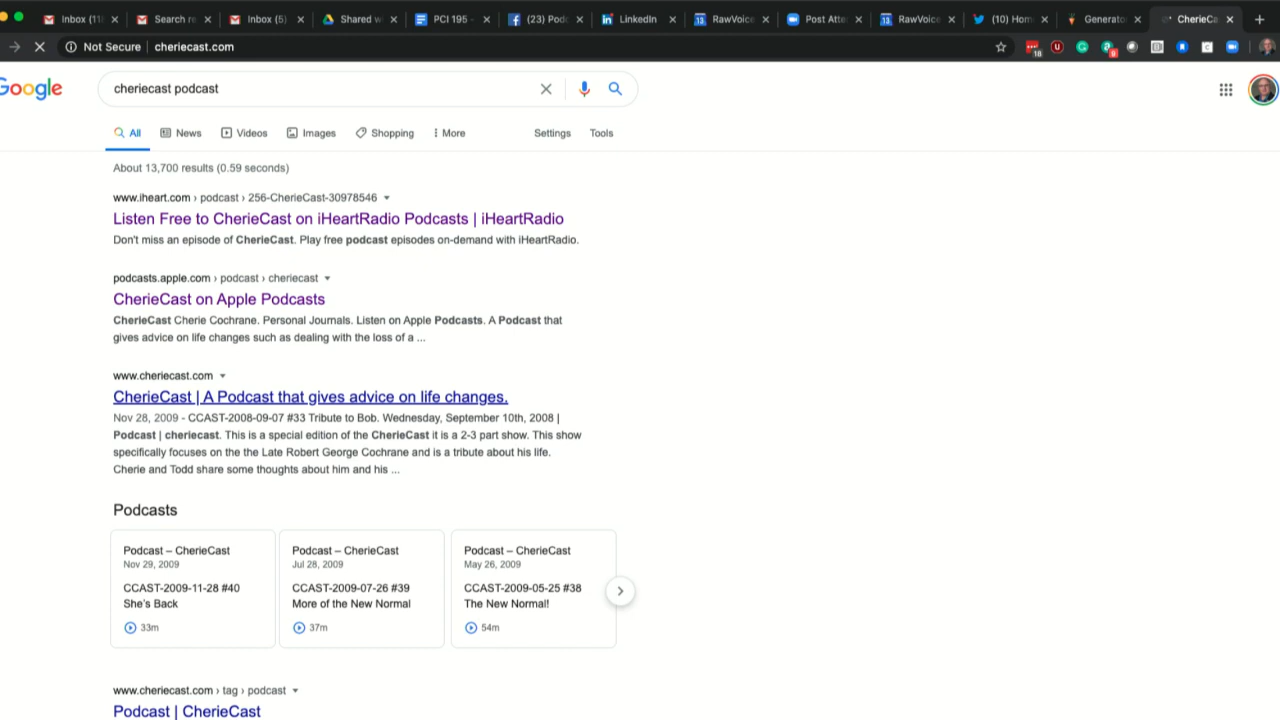 Inbox (11
Search re
Inbox (5)
Shared w
PCI 195 -
(23) Pod
LinkedIn
RawVoice
Post Atte
RawVoice
(10) Hom
Generato
CherieCa
Not Secure
cheriecast.com
18
Google
cheriecast podcast
All
News
Videos
Images
Shopping
More
Settings
Tools
About 13,700 results (0.59 seconds)
www.iheart.com › podcast › 256-CherieCast-30978546
Listen Free to CherieCast on iHeartRadio Podcasts | iHeartRadio
Don't miss an episode of CherieCast. Play free podcast episodes on-demand with iHeartRadio.
podcasts.apple.com › podcast › cheriecast
CherieCast on Apple Podcasts
CherieCast Cherie Cochrane. Personal Journals. Listen on Apple Podcasts. A Podcast that
gives advice on life changes such as dealing with the loss of a ...
www.cheriecast.com
CherieCast | A Podcast that gives advice on life changes.
Nov 28, 2009 - CCAST-2008-09-07 #33 Tribute to Bob. Wednesday, September 10th, 2008 |
Podcast | cheriecast. This is a special edition of the CherieCast it is a 2-3 part show. This show
specifically focuses on the the Late Robert George Cochrane and is a tribute about his life.
Cherie and Todd share some thoughts about him and his ...
Podcasts
Podcast – CherieCast
Nov 29, 2009
CCAST-2009-11-28 #40
She's Back
33m
Podcast – CherieCast
Jul 28, 2009
CCAST-2009-07-26 #39
More of the New Normal
37m
Podcast – CherieCast
May 26, 2009
CCAST-2009-05-25 #38
The New Normal!
54m
www.cheriecast.com › tag › podcast
Podcast | CherieCast